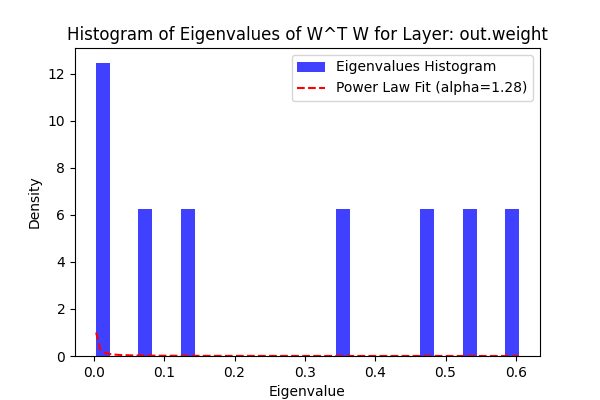 Histogram of Eigenvalues of W^T W for Layer: out.weight
Eigenvalues Histogram
Power Law Fit (alpha=1.28)
12
10
8
6
4
2
0
Density
0.0 0.1 0.2 0.3 0.4 0.5 0.6
Eigenvalue